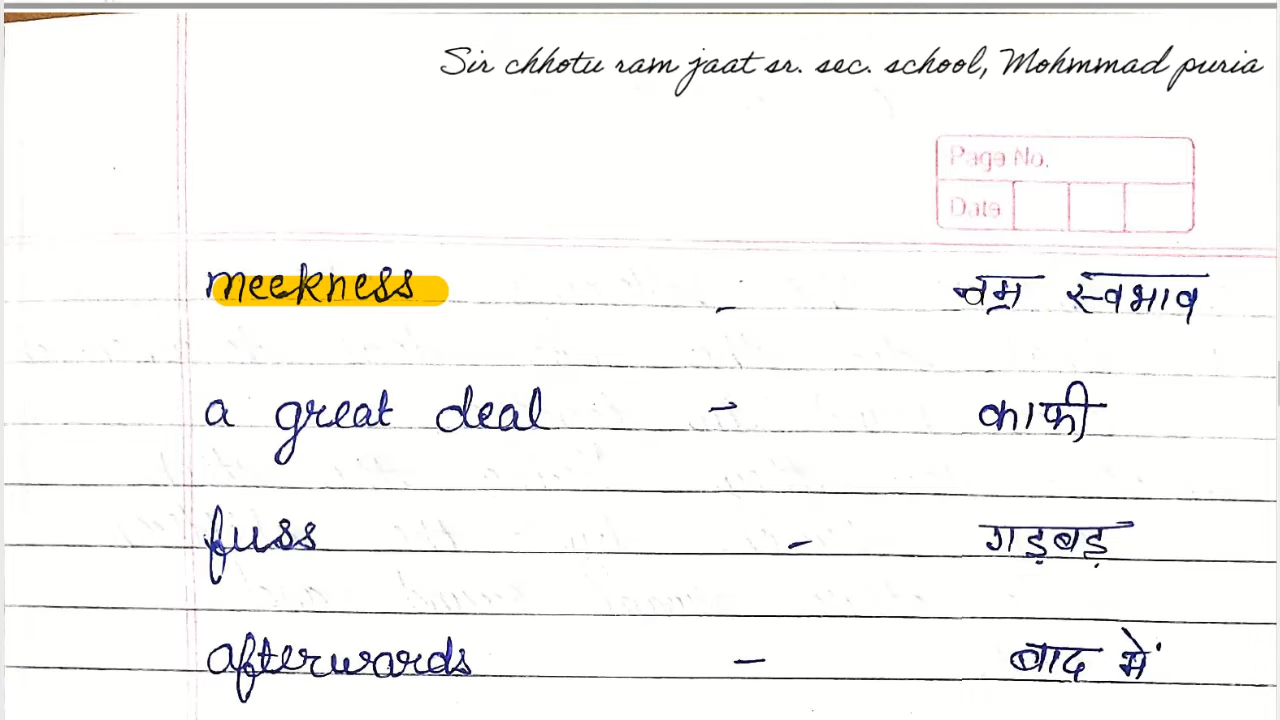 Sir chhotu ram jaat sr. sec. school, Mohmmad puria
Page No.
Date
meekness - नम्र स्वभाव
a great deal - काफी
fuss - गड़बड़
afterwards - बाद में